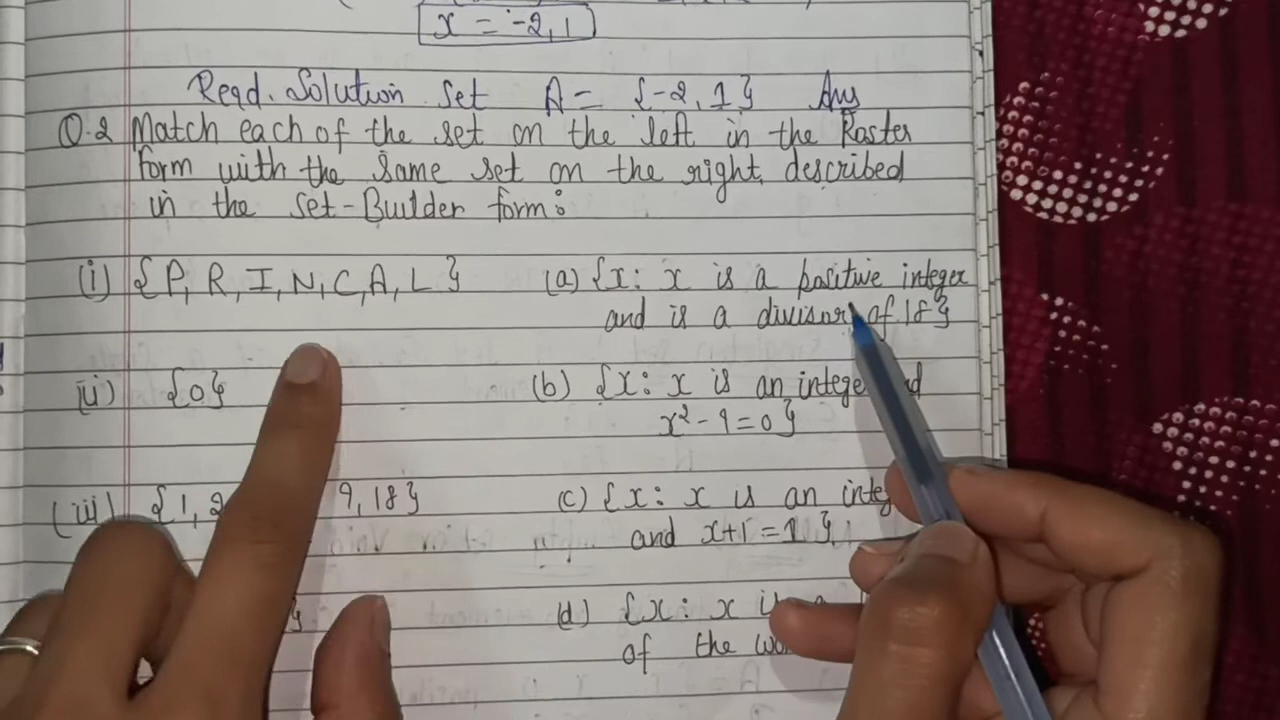 x = -2, 1
Reqd. Solution Set A = {-2, 1} Ans
Q.2 Match each of the set on the left in the Roster
form with the same set on the right described
in the set-Builder form:
(i) {P, R, I, N, C, A, L} (a) {x: x is a positive integer
and is a divisor of 18}
(ii) {0} (b) {x: x is an intege
x² - 9 = 0}
(iii) {1, 2 9, 18} (c) {x: x is an inte
and x+1 = 1}
} (d) {x: x is a
of the wo